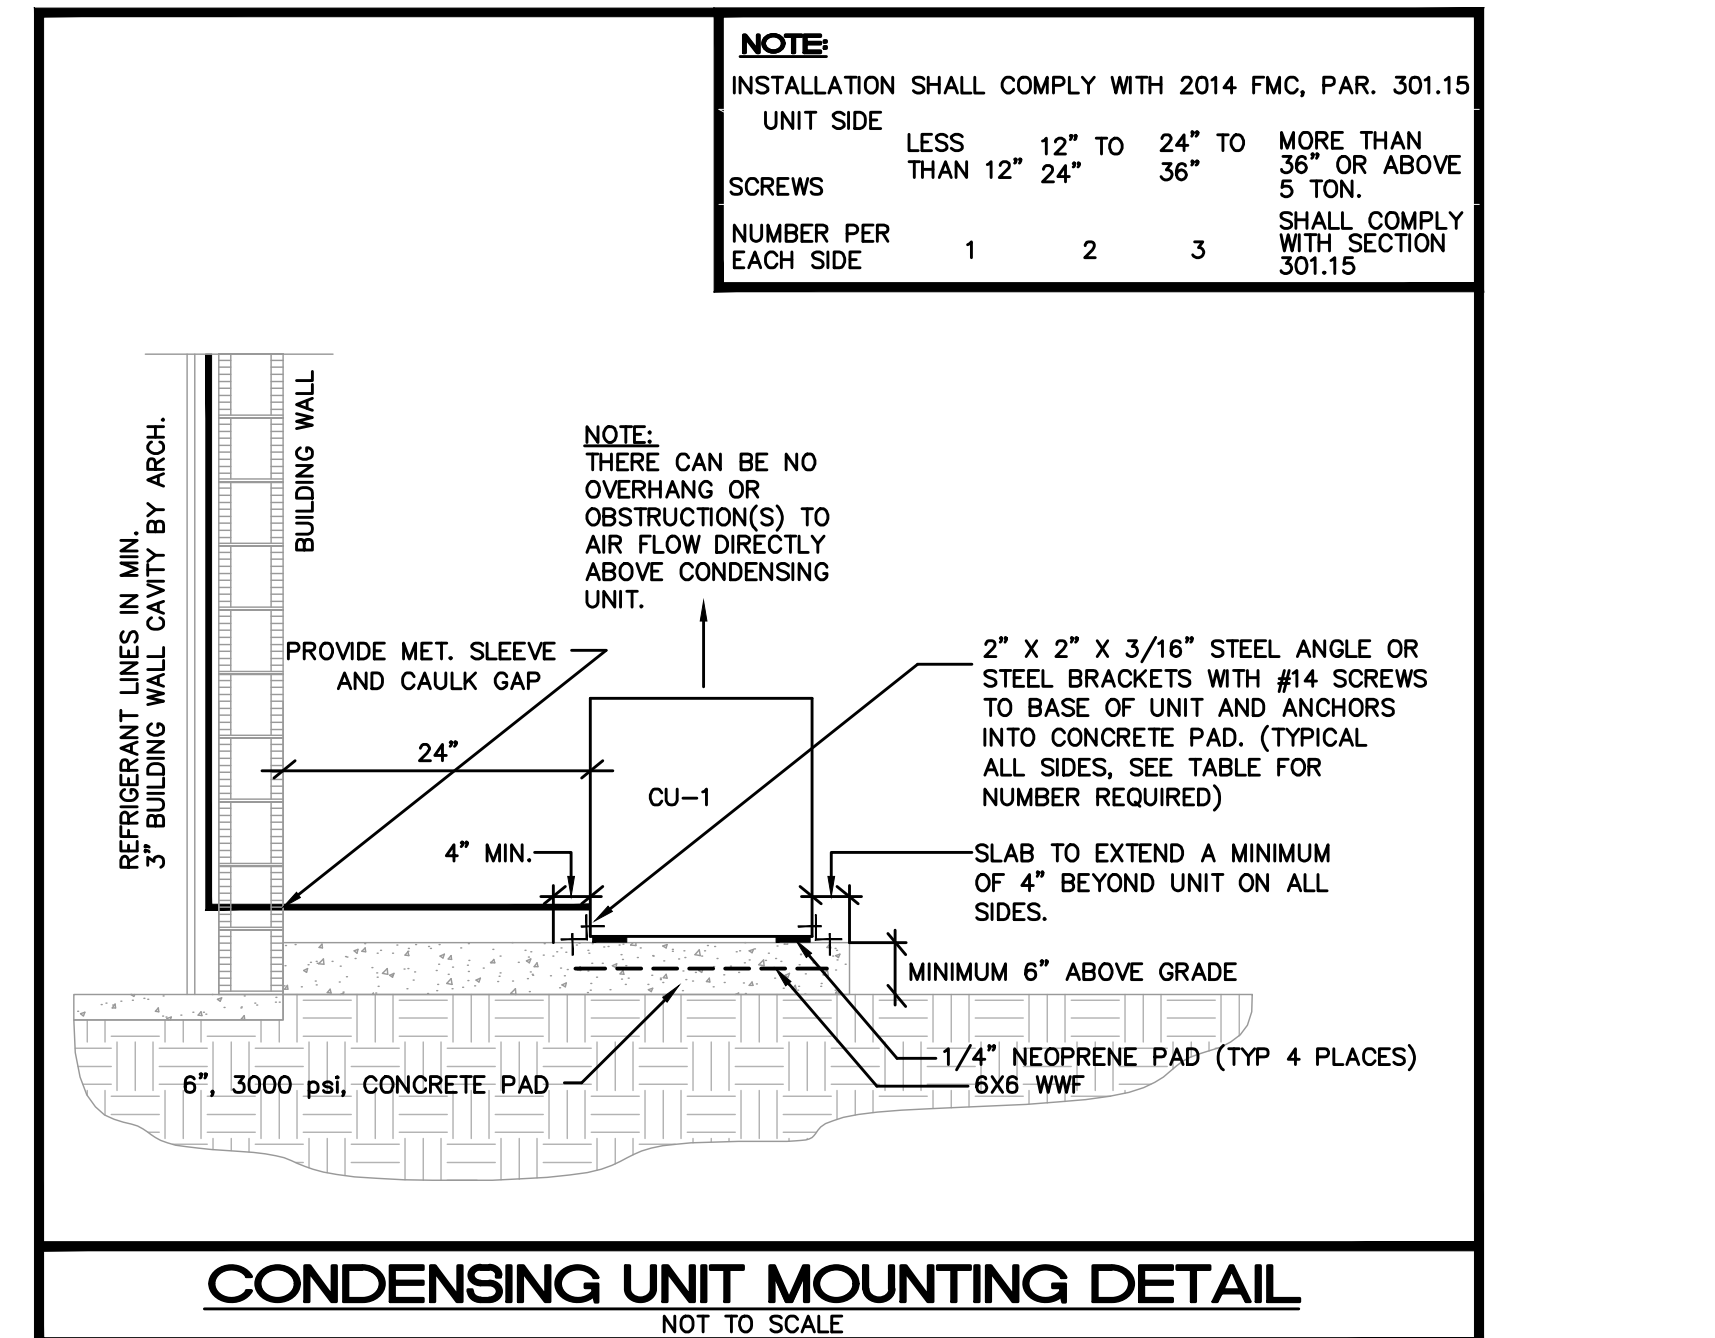 NOTE:
INSTALLATION SHALL COMPLY WITH 2014 FMC, PAR. 301.15
UNIT SIDE
SCREWS
LESS
THAN 12"
12" TO
24"
24" TO
36"
MORE THAN
36" OR ABOVE
5 TON.
NUMBER PER
EACH SIDE
1
2
3
SHALL COMPLY
WITH SECTION
301.15
REFRIGERANT LINES IN MIN.
3" BUILDING WALL CAVITY BY ARCH.
BUILDING WALL
NOTE:
THERE CAN BE NO
OVERHANG OR
OBSTRUCTION(S) TO
AIR FLOW DIRECTLY
ABOVE CONDENSING
UNIT.
PROVIDE MET. SLEEVE
AND CAULK GAP
24"
CU-1
4" MIN.
2" X 2" X 3/16" STEEL ANGLE OR
STEEL BRACKETS WITH #14 SCREWS
TO BASE OF UNIT AND ANCHORS
INTO CONCRETE PAD. (TYPICAL
ALL SIDES, SEE TABLE FOR
NUMBER REQUIRED)
SLAB TO EXTEND A MINIMUM
OF 4" BEYOND UNIT ON ALL
SIDES.
MINIMUM 6" ABOVE GRADE
1/4" NEOPRENE PAD (TYP 4 PLACES)
6X6 WWF
6", 3000 psi, CONCRETE PAD
CONDENSING UNIT MOUNTING DETAIL
NOT TO SCALE